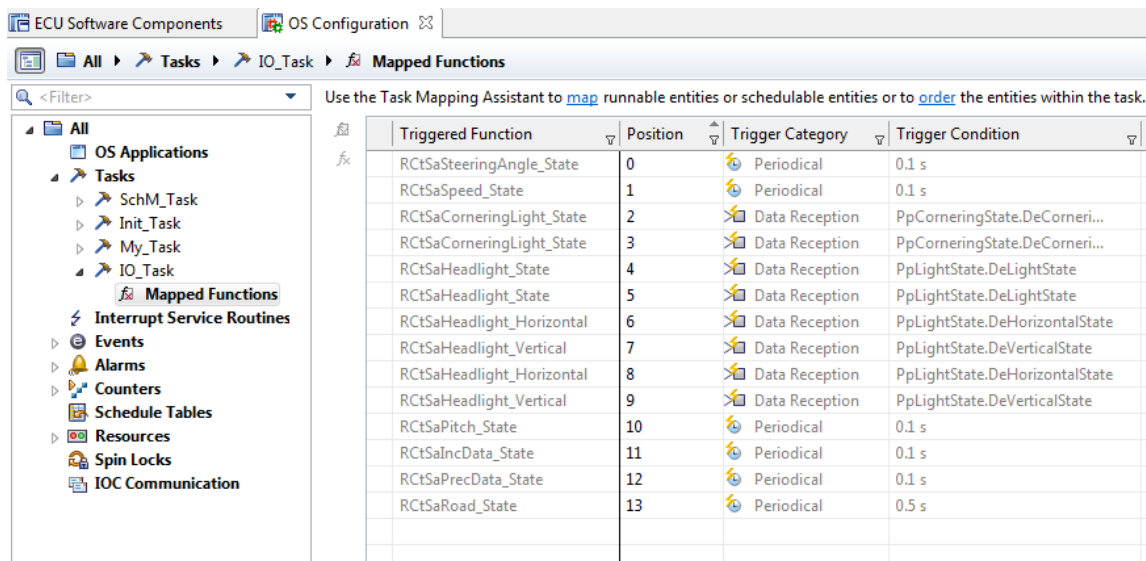 ECU Software Components OS Configuration
All Tasks IO_Task Mapped Functions
<Filter> Use the Task Mapping Assistant to map runnable entities or schedulable entities or to order the entities within the task.
All
OS Applications
Tasks
SchM_Task
Init_Task
My_Task
IO_Task
Mapped Functions
Interrupt Service Routines
Events
Alarms
Counters
Schedule Tables
Resources
Spin Locks
IOC Communication
Triggered Function Position Trigger Category Trigger Condition
RCtSaSteeringAngle_State 0 Periodical 0.1 s
RCtSaSpeed_State 1 Periodical 0.1 s
RCtSaCorneringLight_State 2 Data Reception PpCorneringState.DeCorneri...
RCtSaCorneringLight_State 3 Data Reception PpCorneringState.DeCorneri...
RCtSaHeadlight_State 4 Data Reception PpLightState.DeLightState
RCtSaHeadlight_State 5 Data Reception PpLightState.DeLightState
RCtSaHeadlight_Horizontal 6 Data Reception PpLightState.DeHorizontalState
RCtSaHeadlight_Vertical 7 Data Reception PpLightState.DeVerticalState
RCtSaHeadlight_Horizontal 8 Data Reception PpLightState.DeHorizontalState
RCtSaHeadlight_Vertical 9 Data Reception PpLightState.DeVerticalState
RCtSaPitch_State 10 Periodical 0.1 s
RCtSaIncData_State 11 Periodical 0.1 s
RCtSaPrecData_State 12 Periodical 0.1 s
RCtSaRoad_State 13 Periodical 0.5 s